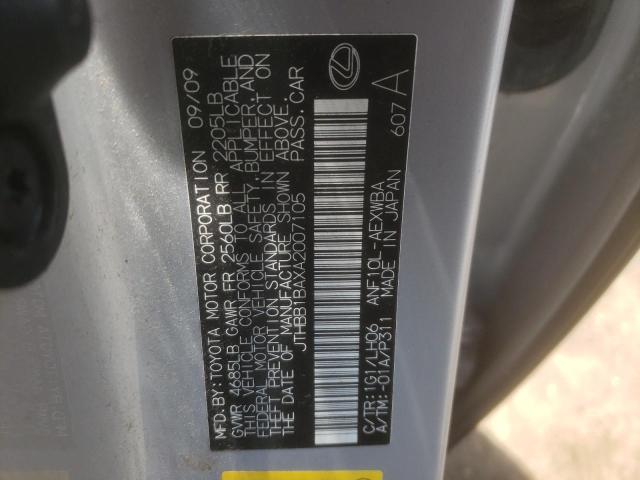 MFD.BY:TOYOTA MOTOR CORPORATION 09/09
GVWR 4685LB GAWR FR 2560LB RR 2205LB
THIS VEHICLE CONFORMS TO ALL APPLICABLE
FEDERAL MOTOR VEHICLE SAFETY, BUMPER, AND
THEFT PREVENTION STANDARDS IN EFFECT ON
THE DATE OF MANUFACTURE SHOWN ABOVE.
JTHBB1BAXA2007105 PASS. CAR
C/TR:1G1/LH06 ANF10L-AEXWBA
A/TM:-01A/P311 MADE IN JAPAN
607 A